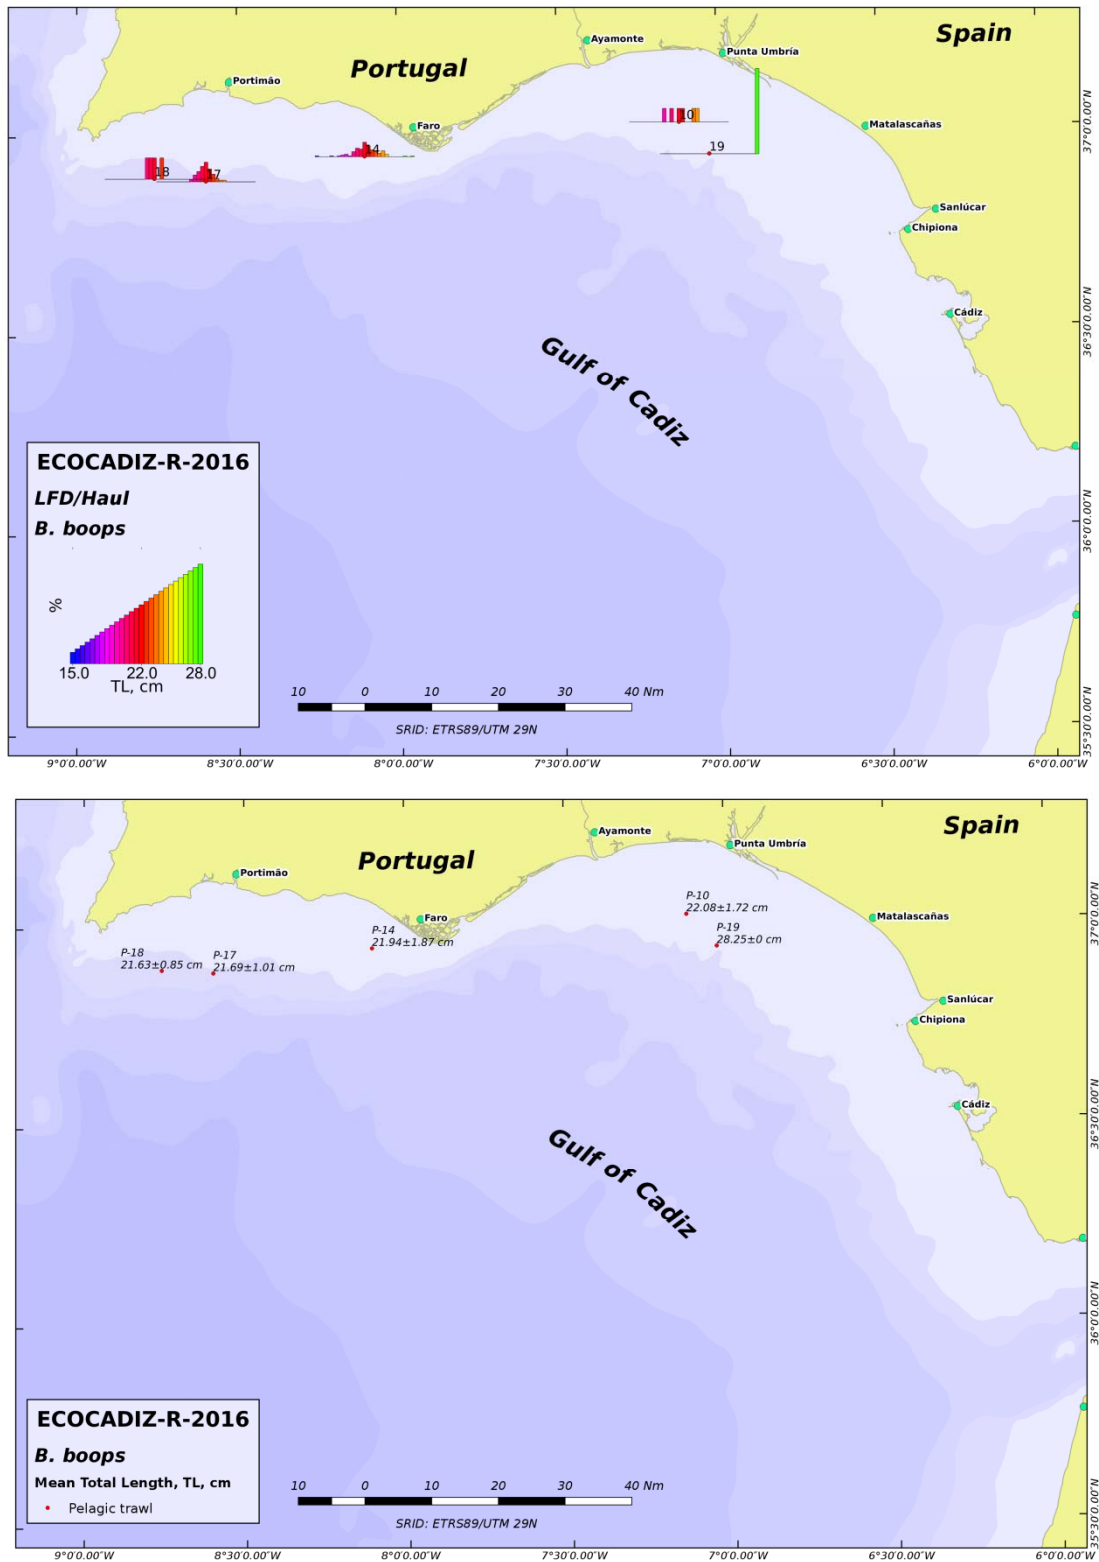 Spain
Ayamonte
Punta Umbría
Portugal
Portimão
10
Faro
Matalascañas
37°0'0.00"N
14
19
18
17
Sanlúcar
Chipiona
Cádiz
36°30'0.00"N
Gulf of Cadiz
ECOCADIZ-R-2016
LFD/Haul
B. boops
36°0'0.00"N
%
15.0 22.0 28.0
TL, cm
10 0 10 20 30 40 Nm
SRID: ETRS89/UTM 29N
35°30'0.00"N
9°0'0.00"W 8°30'0.00"W 8°0'0.00"W 7°30'0.00"W 7°0'0.00"W 6°30'0.00"W 6°0'0.00"W
Spain
Ayamonte
Punta Umbría
Portugal
Portimão
P-10
22.08±1.72 cm
Faro
Matalascañas
37°0'0.00"N
P-14
21.94±1.87 cm
P-19
28.25±0 cm
P-18
21.63±0.85 cm
P-17
21.69±1.01 cm
Sanlúcar
Chipiona
Cádiz
36°30'0.00"N
Gulf of Cadiz
36°0'0.00"N
ECOCADIZ-R-2016
B. boops
Mean Total Length, TL, cm
Pelagic trawl
10 0 10 20 30 40 Nm
SRID: ETRS89/UTM 29N
35°30'0.00"N
9°0'0.00"W 8°30'0.00"W 8°0'0.00"W 7°30'0.00"W 7°0'0.00"W 6°30'0.00"W 6°0'0.00"W